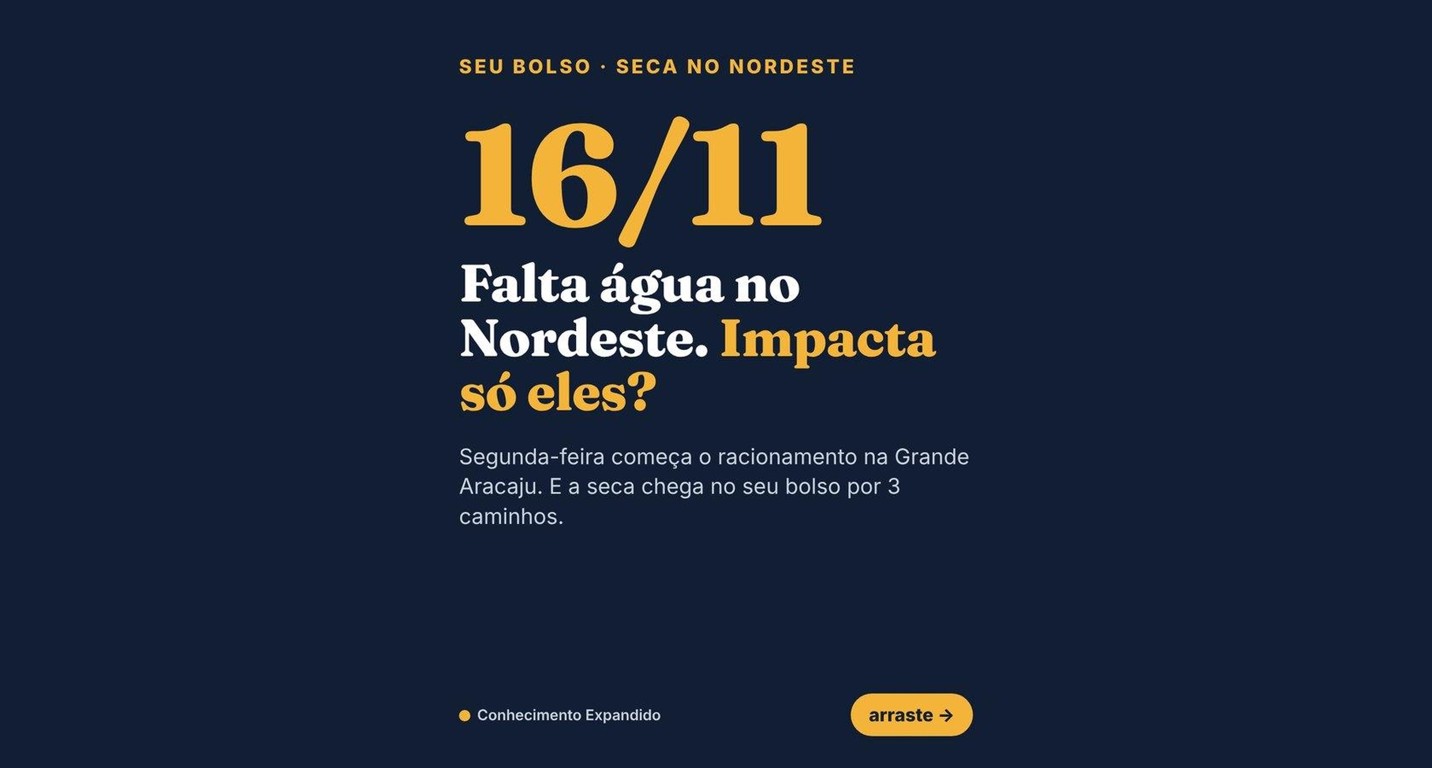 SEU BOLSO · SECA NO NORDESTE
16/11
Falta água no
Nordeste. Impacta
só eles?
Segunda-feira começa o racionamento na Grande
Aracaju. E a seca chega no seu bolso por 3
caminhos.
Conhecimento Expandido
arraste →